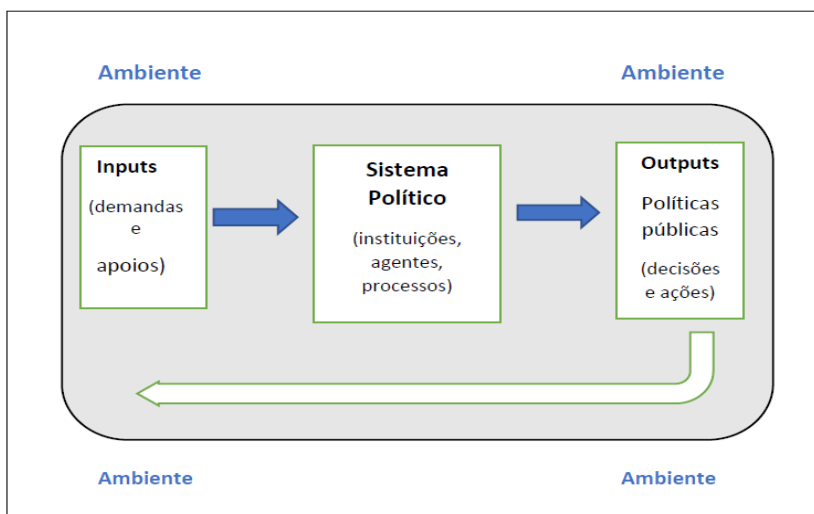 Ambiente
Ambiente
Inputs
(demandas
e
apoios)
Sistema
Político
(instituições,
agentes,
processos)
Outputs
Políticas
públicas
(decisões
e ações)
Ambiente
Ambiente